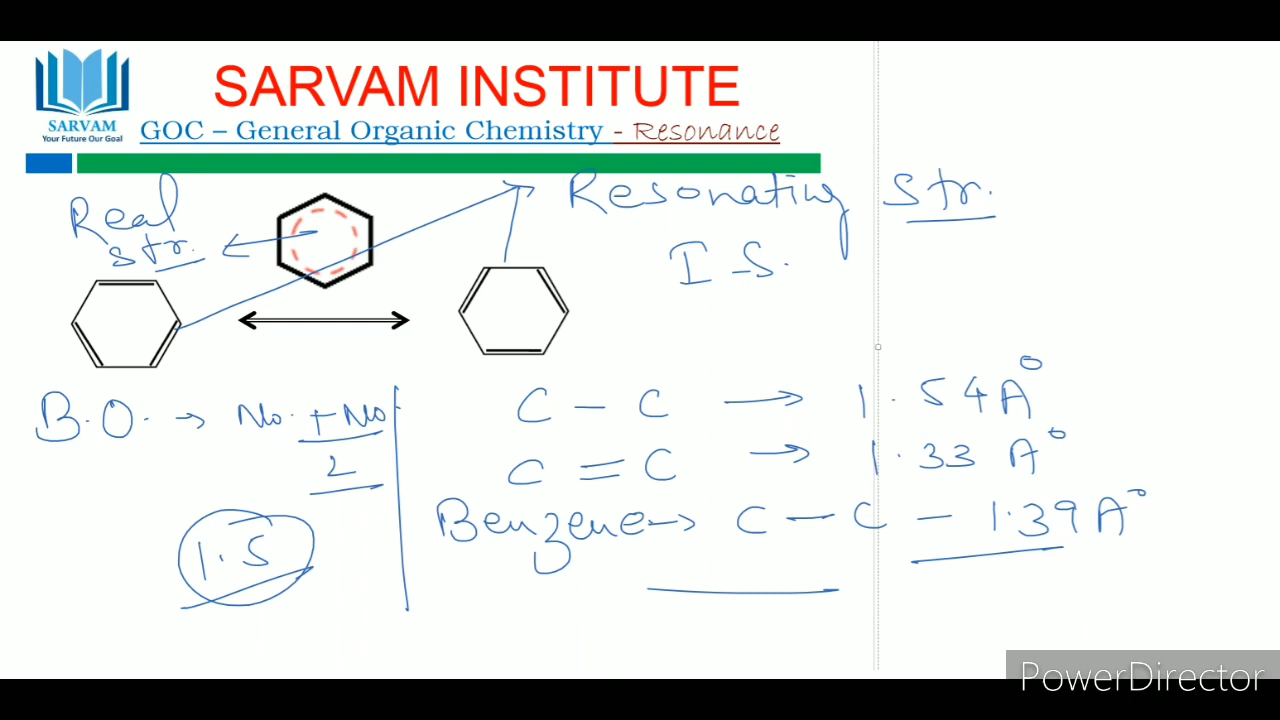 SARVAM INSTITUTE
SARVAM
Your Future Our Goal
GOC – General Organic Chemistry - Resonance
Real
str.
Resonating str.
I.S.
B.O. → No. + No
2
1.5
C – C → 1.54 A°
C = C → 1.33 A°
Benzene → C – C – 1.39 A°
PowerDirector